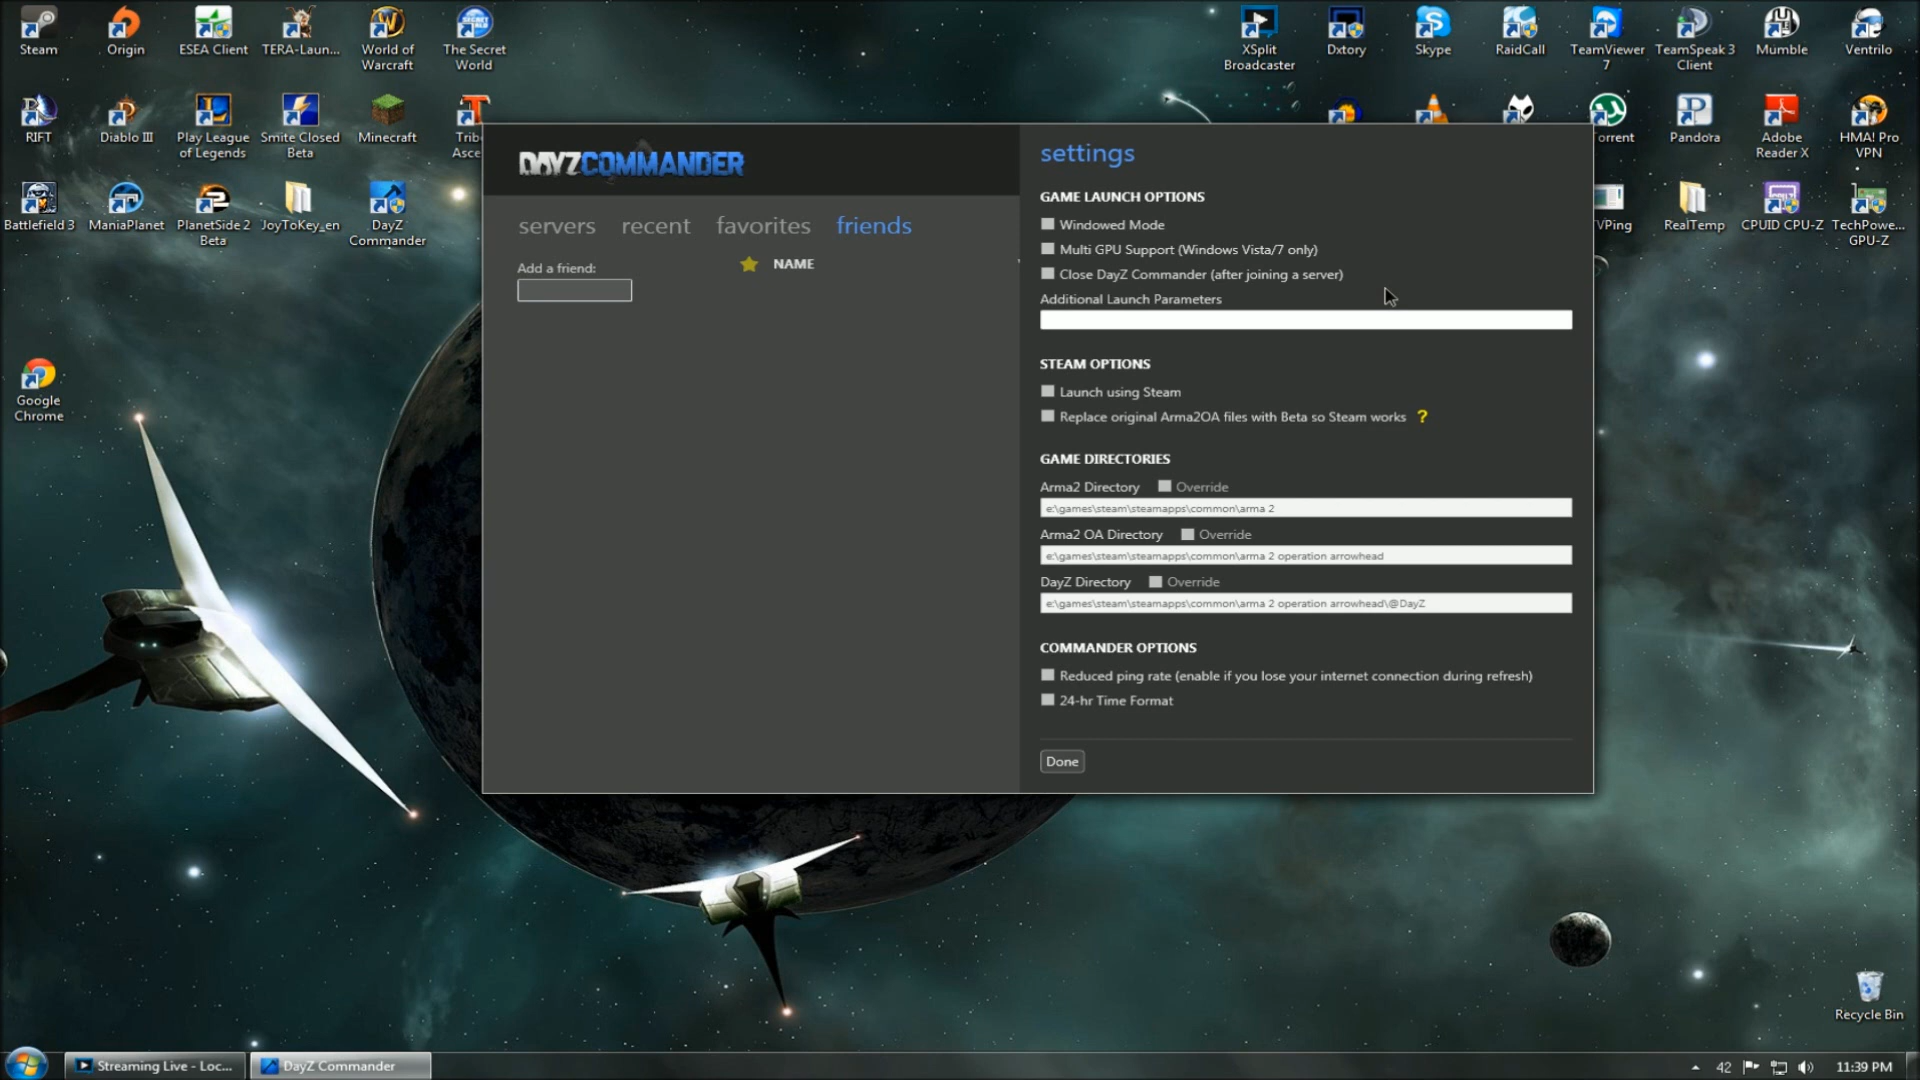 Steam
Origin
ESEA Client
TERA-Laun...
World of
Warcraft
The Secret
World
XSplit
Broadcaster
Dxtory
Skype
RaidCall
TeamViewer
7
TeamSpeak 3
Client
Mumble
Ventrilo
RIFT
Diablo III
Play League
of Legends
Smite Closed
Beta
Minecraft
Trib
Asce
orrent
Pandora
Adobe
Reader X
HMA! Pro
VPN
Battlefield 3
ManiaPlanet
PlanetSide 2
Beta
JoyToKey_en
DayZ
Commander
VPing
RealTemp
CPUID CPU-Z
TechPowe...
GPU-Z
Google
Chrome
DAYZCOMMANDER
servers
recent
favorites
friends
Add a friend:
NAME
settings
GAME LAUNCH OPTIONS
Windowed Mode
Multi GPU Support (Windows Vista/7 only)
Close DayZ Commander (after joining a server)
Additional Launch Parameters
STEAM OPTIONS
Launch using Steam
Replace original Arma2OA files with Beta so Steam works ?
GAME DIRECTORIES
Arma2 Directory Override
e:\games\steam\steamapps\common\arma 2
Arma2 OA Directory Override
e:\games\steam\steamapps\common\arma 2 operation arrowhead
DayZ Directory Override
e:\games\steam\steamapps\common\arma 2 operation arrowhead\@DayZ
COMMANDER OPTIONS
Reduced ping rate (enable if you lose your internet connection during refresh)
24-hr Time Format
Done
Recycle Bin
Streaming Live - Loc...
DayZ Commander
42
11:39 PM